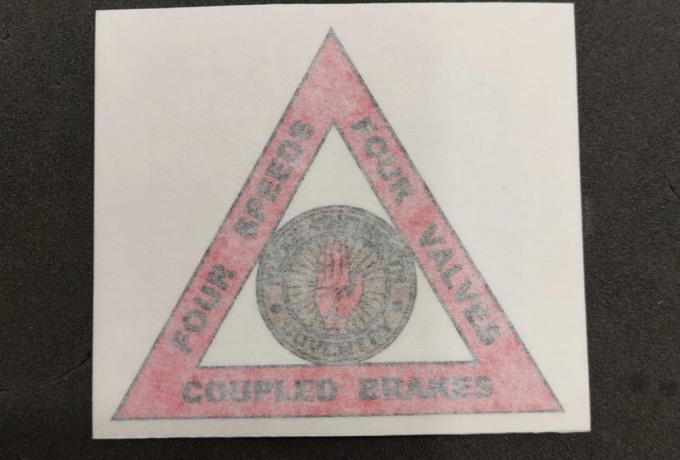 FOUR SPEEDS
FOUR VALVES
COVENTRY
COUPLED BRAKES